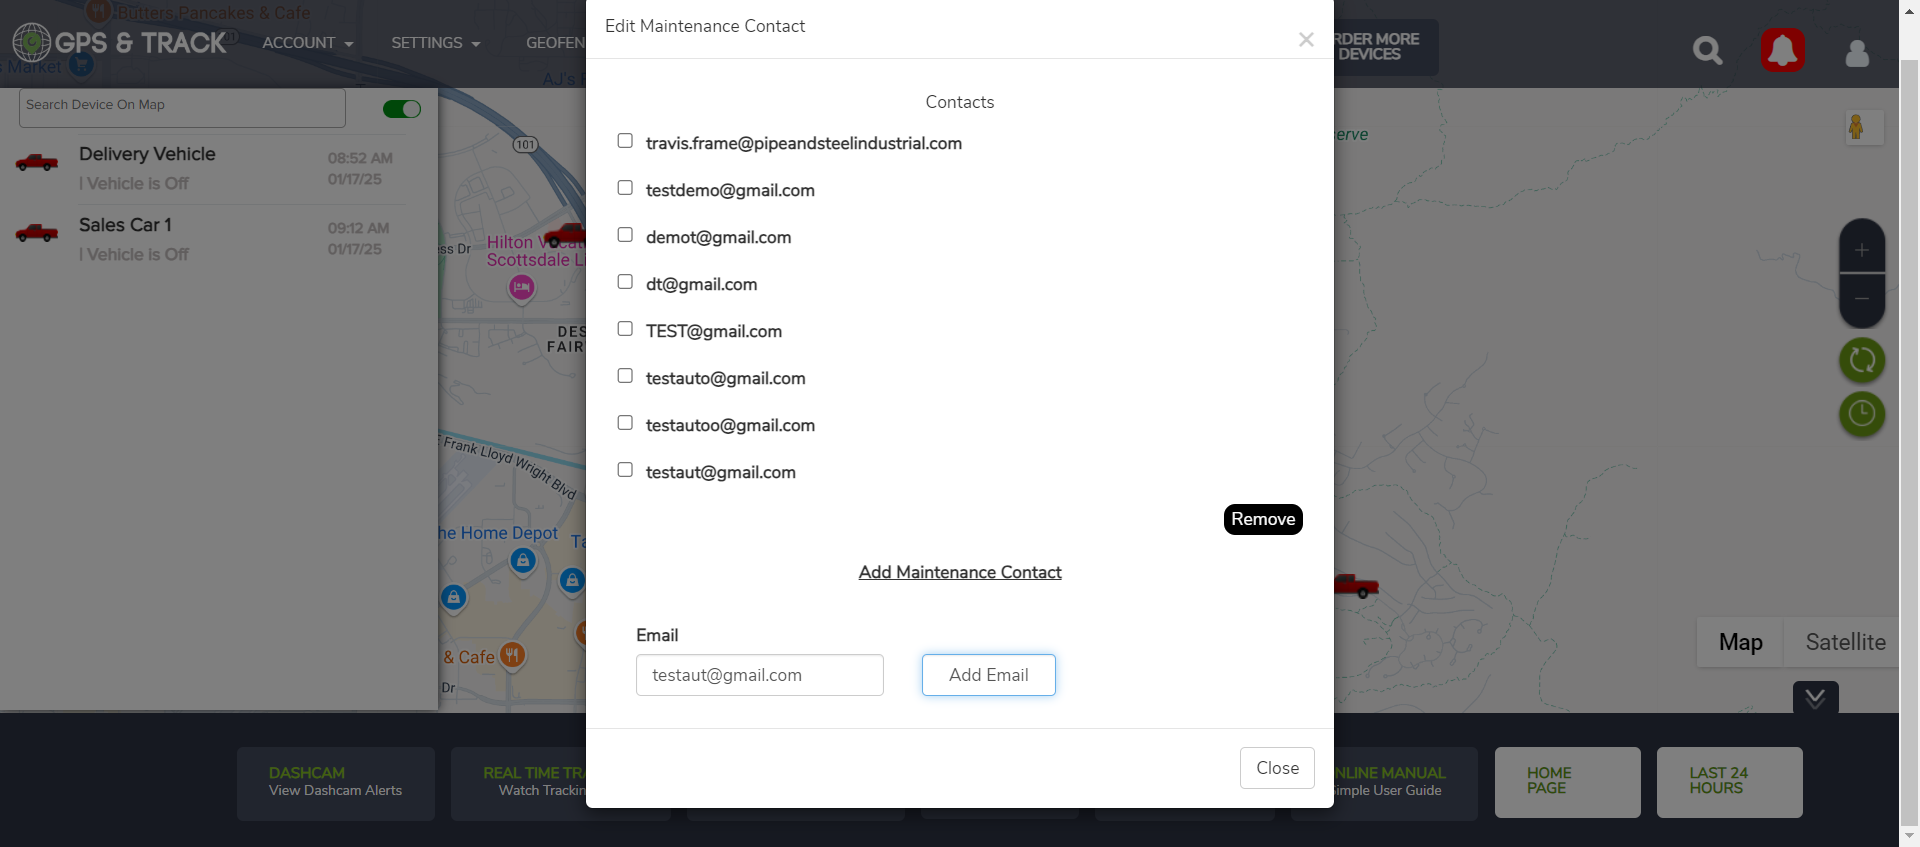 Butters,Pancakes & Cafe
GPS & TRACK
ACCOUNT
SETTINGS
GEOFEN
RDER MORE
DEVICES
s Market
AJ's
Edit Maintenance Contact
×
Search Device On Map
Delivery Vehicle
08:52 AM
| Vehicle is Off
01/17/25
Sales Car 1
09:12 AM
| Vehicle is Off
01/17/25
101
ess Dr
Hilton
Scottsdale Li
DES
FAIR
E Frank Lloyd Wright Blvd
he Home Depot
Ta
& Cafe
Dr
erve
Contacts
travis.frame@pipeandsteelindustrial.com
testdemo@gmail.com
demot@gmail.com
dt@gmail.com
TEST@gmail.com
testauto@gmail.com
testautoo@gmail.com
testaut@gmail.com
Remove
Add Maintenance Contact
Email
testaut@gmail.com
Add Email
Close
+
−
Map
Satellite
DASHCAM
View Dashcam Alerts
REAL TIME TRA
Watch Trackin
NLINE MANUAL
imple User Guide
HOME
PAGE
LAST 24
HOURS